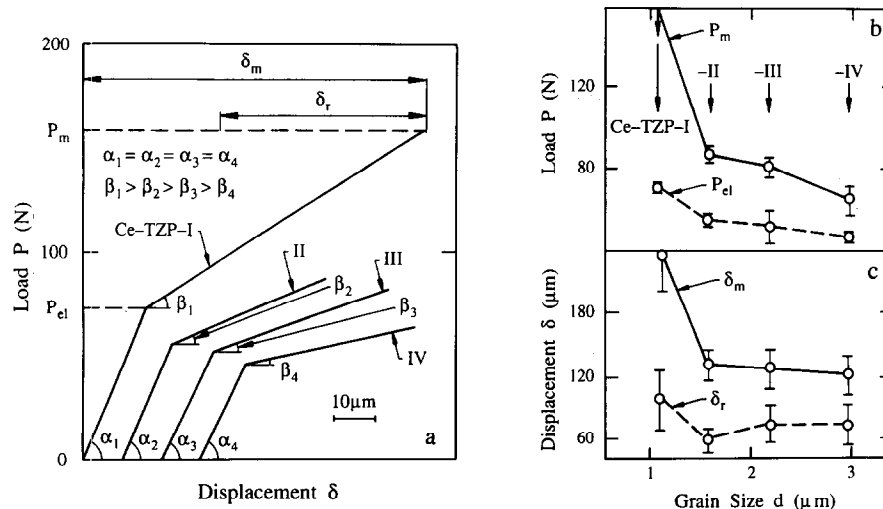 200
δm
δr
Pm
α1 = α2 = α3 = α4
β1 > β2 > β3 > β4
Ce–TZP–I
II
III
100
Load P (N)
β2
β3
Pel
β1
IV
β4
10μm
α1
α2
α3
α4
a
0
Displacement δ
b
Pm
–II
–III
–IV
Load P (N)
120
Ce–TZP–I
80
Pel
c
δm
Displacement δ (μm)
180
120
δr
60
1
2
3
Grain Size d (μm)